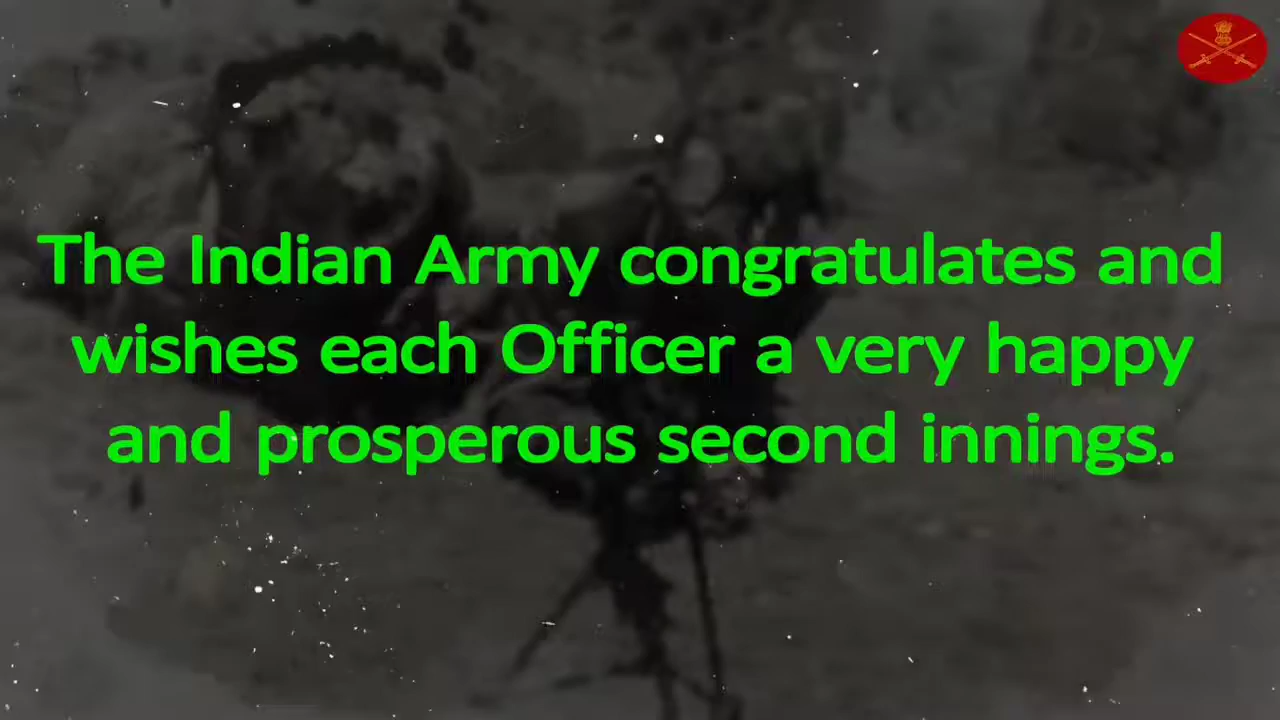 The Indian Army congratulates and
wishes each Officer a very happy
and prosperous second innings.